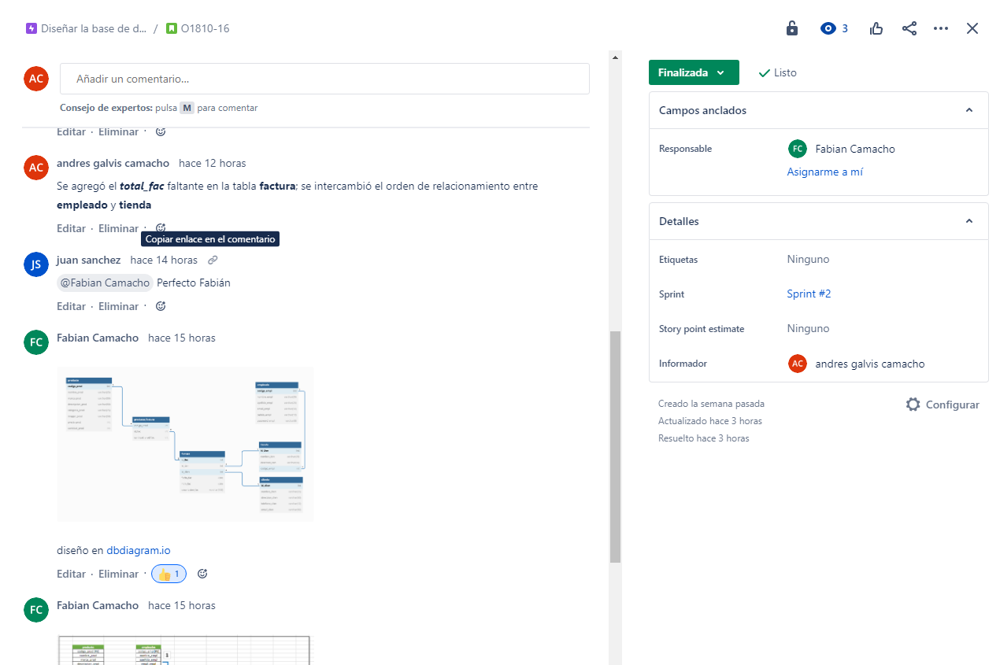 Diseñar la base de d... / O1810-16
3
AC
Añadir un comentario...
Consejo de expertos: pulsa M para comentar
Editar · Eliminar ·
AC
andres galvis camacho hace 12 horas
Se agregó el total_fac faltante en la tabla factura; se intercambió el orden de relacionamiento entre
empleado y tienda
Editar · Eliminar ·
Copiar enlace en el comentario
JS
juan sanchez hace 14 horas
@Fabian Camacho Perfecto Fabián
Editar · Eliminar ·
FC
Fabian Camacho hace 15 horas
diseño en dbdiagram.io
Editar · Eliminar · 1
FC
Fabian Camacho hace 15 horas
Finalizada
Listo
Campos anclados
Responsable
FC Fabian Camacho
Asignarme a mí
Detalles
Etiquetas Ninguno
Sprint Sprint #2
Story point estimate Ninguno
Informador AC andres galvis camacho
Creado la semana pasada
Configurar
Actualizado hace 3 horas
Resuelto hace 3 horas